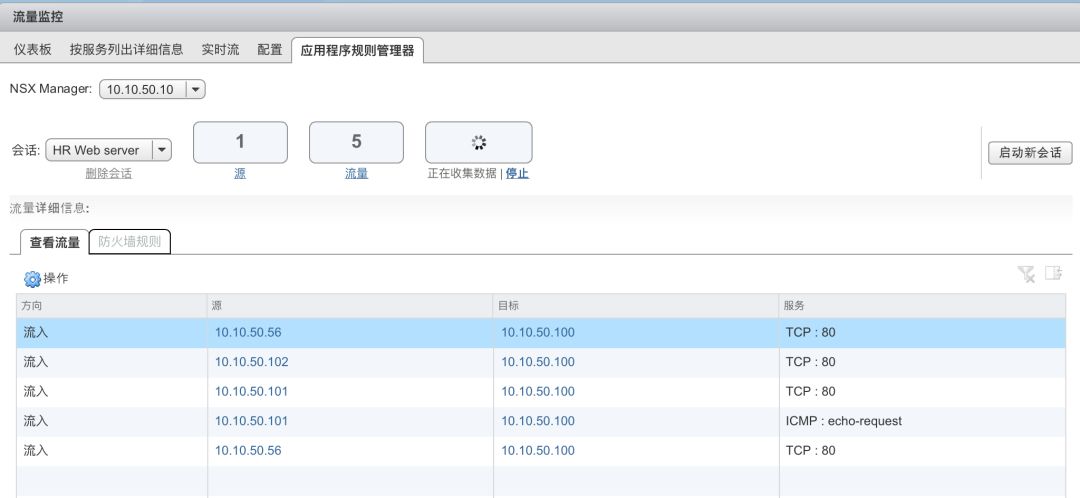 流量监控
仪表板 按服务列出详细信息 实时流 配置 应用程序规则管理器
NSX Manager: 10.10.50.10
会话: HR Web server 1 5 启动新会话
删除会话 源 流量 正在收集数据 | 停止
流量详细信息:
查看流量 防火墙规则
操作
方向 源 目标 服务
流入 10.10.50.56 10.10.50.100 TCP : 80
流入 10.10.50.102 10.10.50.100 TCP : 80
流入 10.10.50.101 10.10.50.100 TCP : 80
流入 10.10.50.101 10.10.50.100 ICMP : echo-request
流入 10.10.50.56 10.10.50.100 TCP : 80